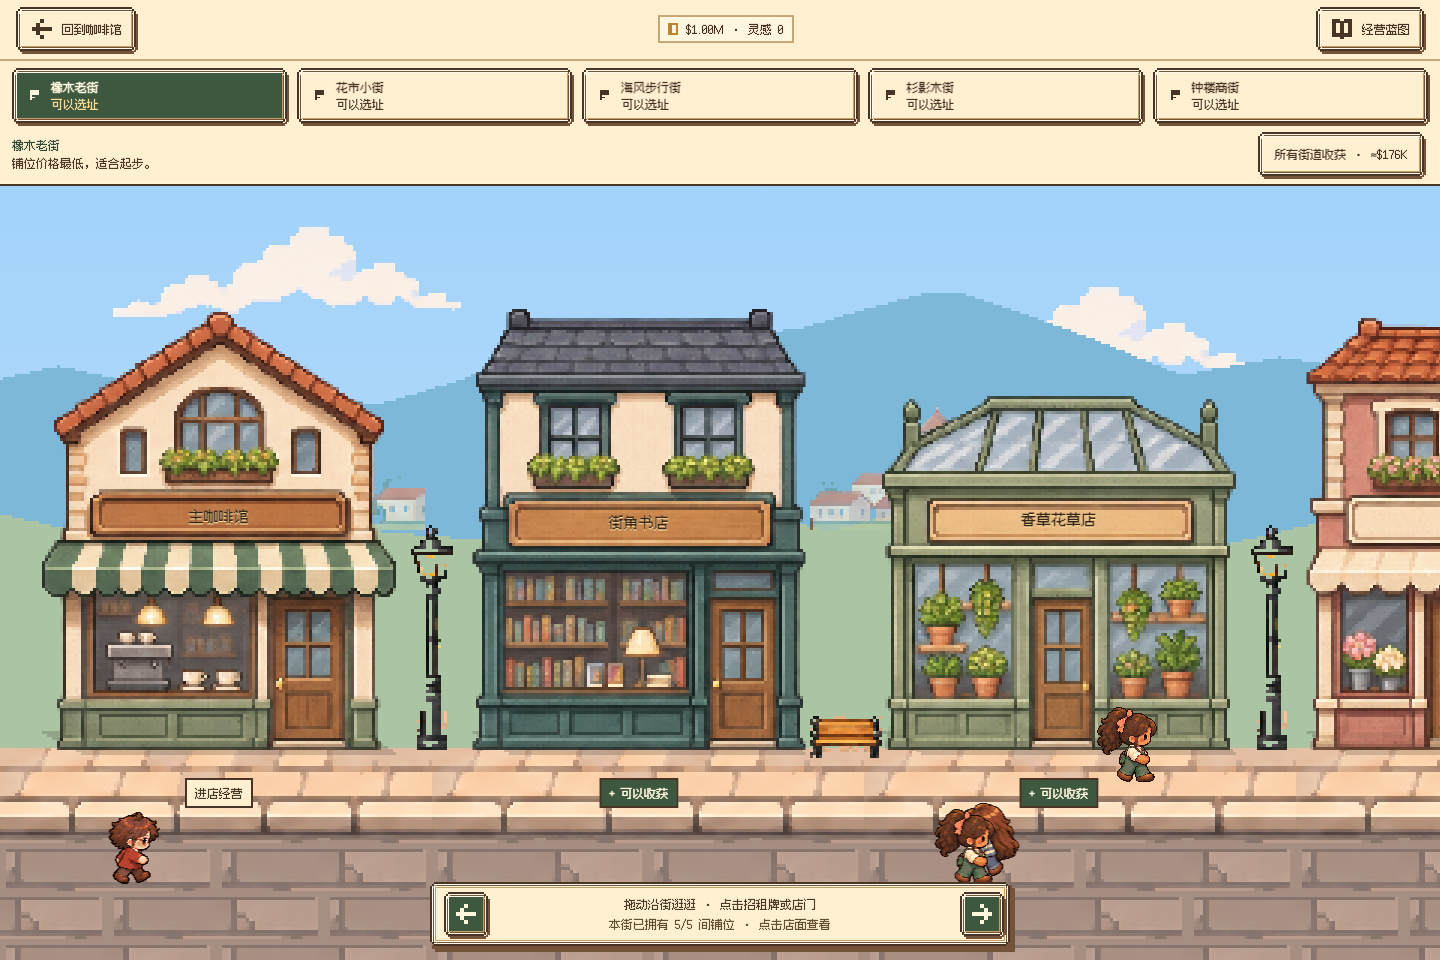 回到咖啡馆
$1.00M · 灵感 0
经营蓝图
橡木老街
可以选址
花市小街
可以选址
海风步行街
可以选址
杉影木街
可以选址
钟楼商街
可以选址
橡木老街
铺位价格最低，适合起步。
所有街道收获 · ≈$176K
主咖啡馆
街角书店
香草花草店
进店经营
+ 可以收获
+ 可以收获
拖动沿街逛逛 · 点击招租牌或店门
本街已拥有 5/5 间铺位 · 点击店面查看